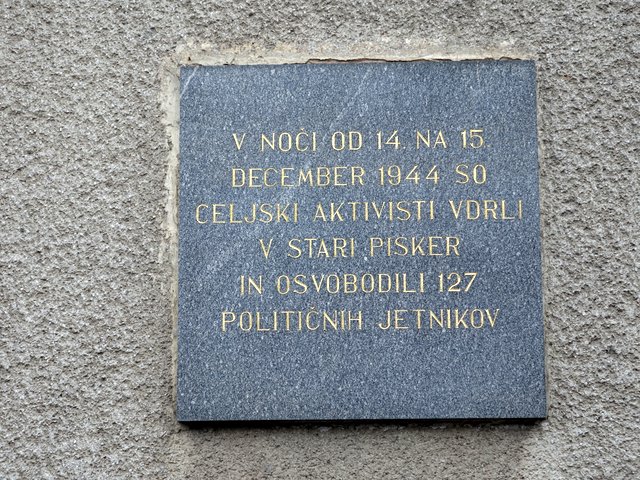 V NOČI OD 14. NA 15.
DECEMBER 1944 SO
CELJSKI AKTIVISTI VDRLI
V STARI PISKER
IN OSVOBODILI 127
POLITIČNIH JETNIKOV